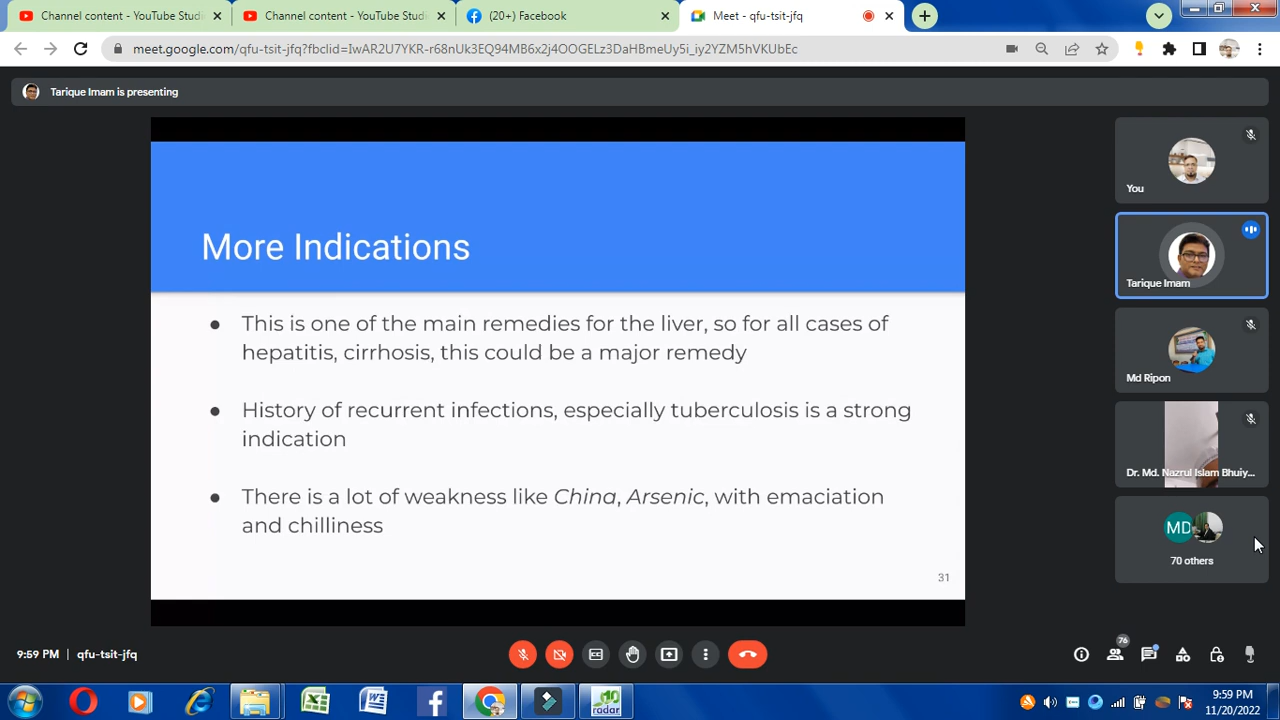 Channel content - YouTube Studi
Channel content - YouTube Studi
(20+) Facebook
Meet - qfu-tsit-jfq
meet.google.com/qfu-tsit-jfq?fbclid=IwAR2U7YKR-r68nUk3EQ94MB6x2j4OOGELz3DaHBmeUy5i_iy2YZM5hVKUbEc
Tarique Imam is presenting
More Indications
● This is one of the main remedies for the liver, so for all cases of
hepatitis, cirrhosis, this could be a major remedy
● History of recurrent infections, especially tuberculosis is a strong
indication
● There is a lot of weakness like China, Arsenic, with emaciation
and chilliness
31
You
Tarique Imam
Md Ripon
Dr. Md. Nazrul Islam Bhuiy...
MD
70 others
9:59 PM | qfu-tsit-jfq
76
10
radar
9:59 PM
11/20/2022